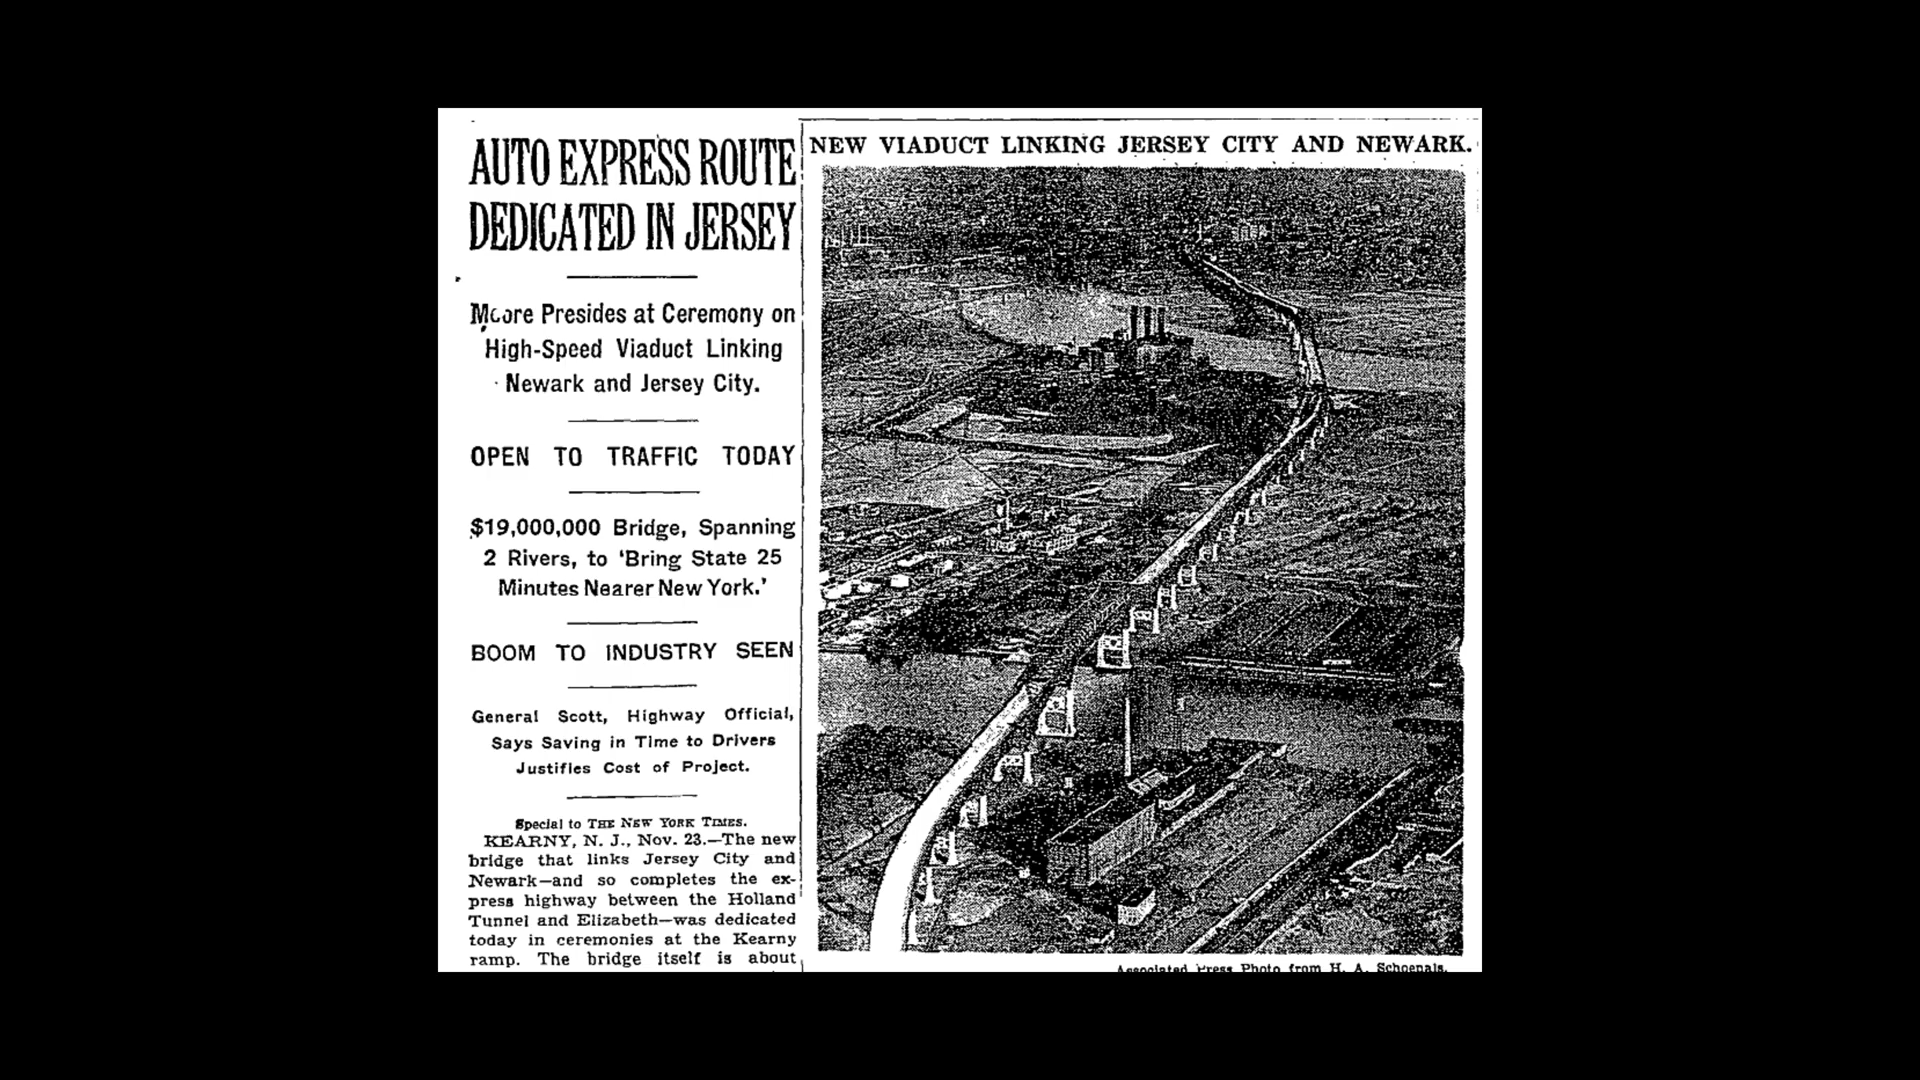 AUTO EXPRESS ROUTE
DEDICATED IN JERSEY
Moore Presides at Ceremony on
High-Speed Viaduct Linking
Newark and Jersey City.
OPEN TO TRAFFIC TODAY
$19,000,000 Bridge, Spanning
2 Rivers, to 'Bring State 25
Minutes Nearer New York.'
BOOM TO INDUSTRY SEEN
General Scott, Highway Official,
Says Saving in Time to Drivers
Justifies Cost of Project.
Special to THE NEW YORK TIMES.
KEARNY, N. J., Nov. 23.—The new
bridge that links Jersey City and
Newark—and so completes the ex-
press highway between the Holland
Tunnel and Elizabeth—was dedicated
today in ceremonies at the Kearny
ramp. The bridge itself is about
NEW VIADUCT LINKING JERSEY CITY AND NEWARK.
Associated Press Photo from H. A. Schoenals.